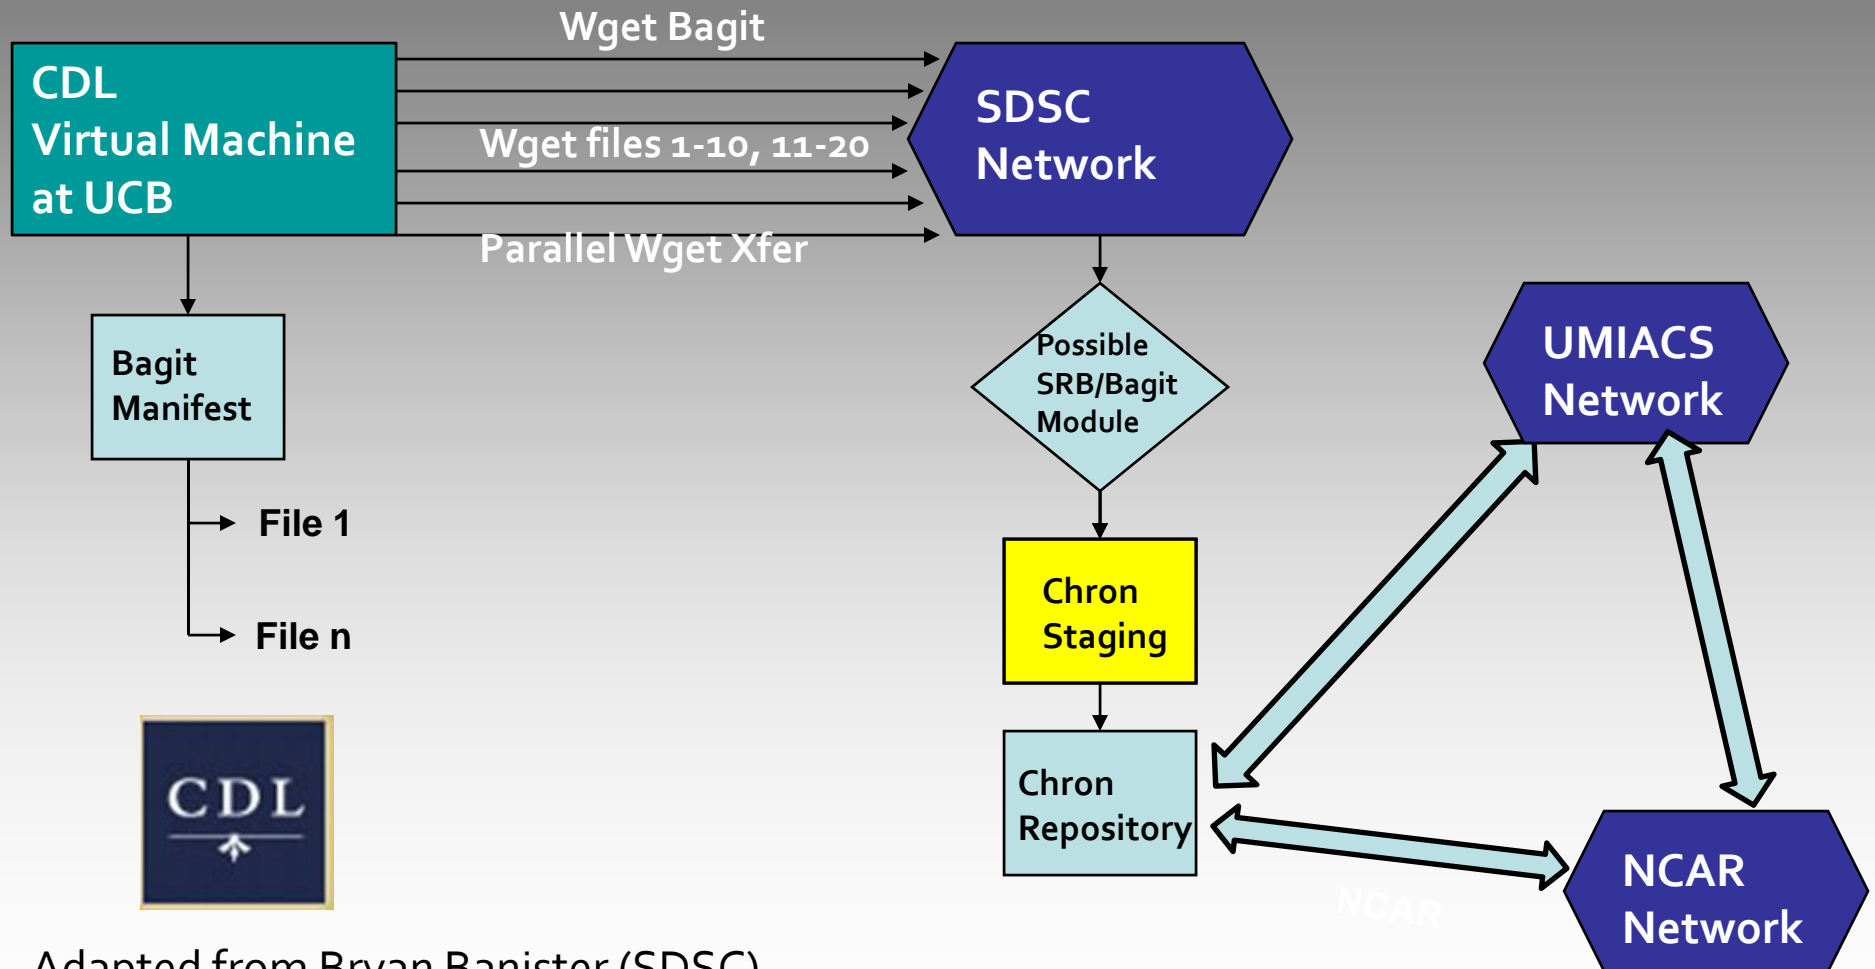 Wget Bagit
CDL
Virtual Machine
at UCB
Wget files 1-10, 11-20
Parallel Wget Xfer
SDSC
Network
Bagit
Manifest
File 1
File n
Possible
SRB/Bagit
Module
Chron
Staging
Chron
Repository
UMIACS
Network
NCAR
Network
NCAR
CDL
Adapted from Bryan Banister (SDSC)